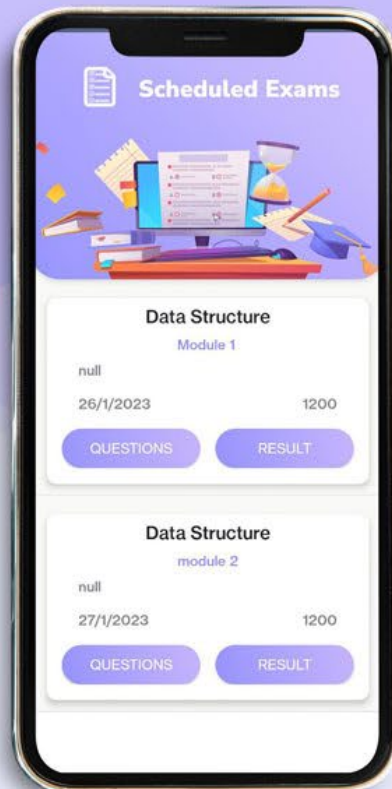 Scheduled Exams
Data Structure
Module 1
null
26/1/2023 1200
QUESTIONS RESULT
Data Structure
module 2
null
27/1/2023 1200
QUESTIONS RESULT